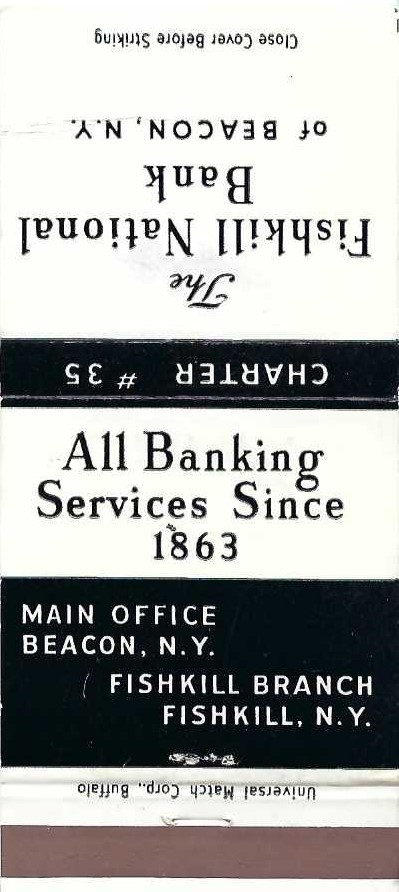 Close Cover Before Striking
The
Fishkill National
Bank
of BEACON, N.Y.
CHARTER # 35
All Banking
Services Since
1863
MAIN OFFICE
BEACON, N.Y.
FISHKILL BRANCH
FISHKILL, N.Y.
Universal Match Corp., Buffalo